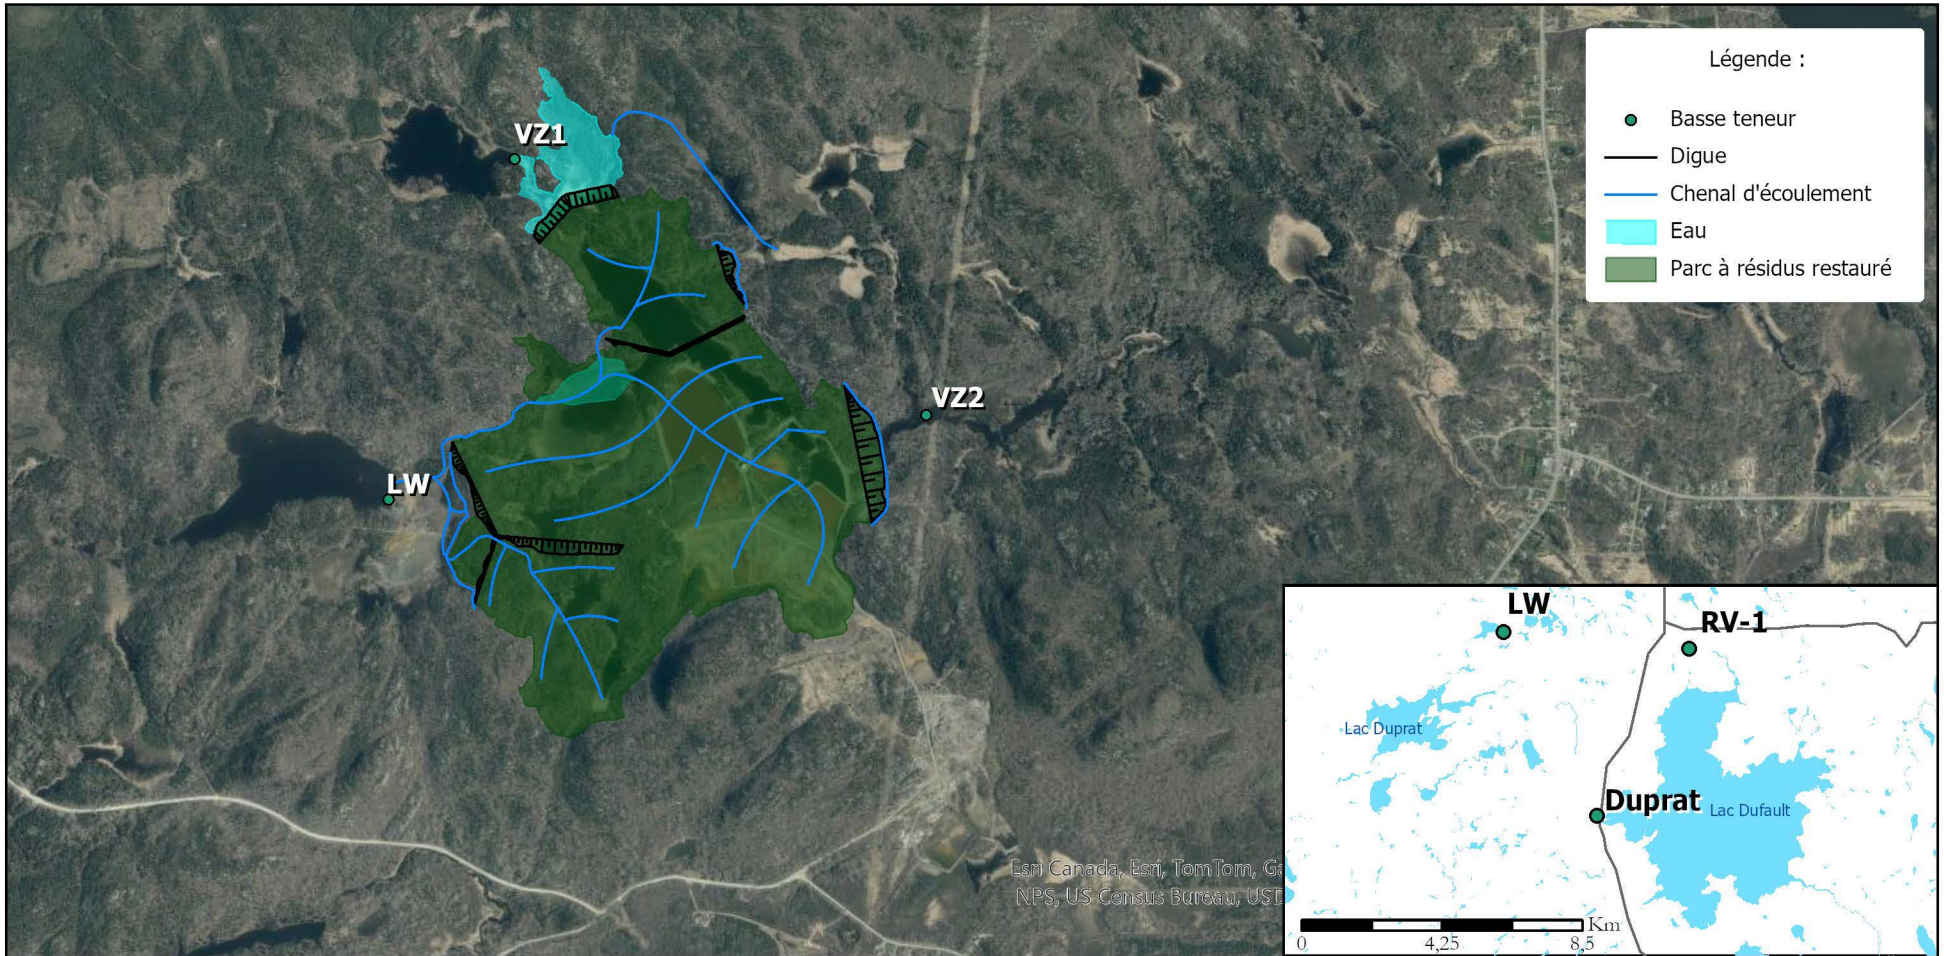 VZ1
VZ2
LW
Légende :
Basse teneur
Digue
Chenal d'écoulement
Eau
Parc à résidus restauré
Esri Canada, Esri, TomTom,
NPS, US Census Bureau,
LW
RV-1
Lac Duprat
Duprat
Lac Dufault
Km
0
4,25
8,5